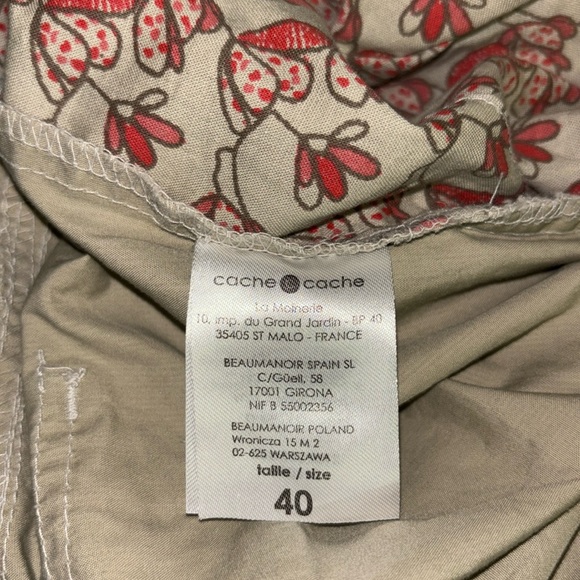 cache cache
La Moinerie
10, imp. du Grand Jardin - BP 40
35405 ST MALO - FRANCE
BEAUMANOIR SPAIN SL
C/Güell, 58
17001 GIRONA
NIF B 55002356
BEAUMANOIR POLAND
Wronicza 15 M 2
02-625 WARSZAWA
taille / size
40